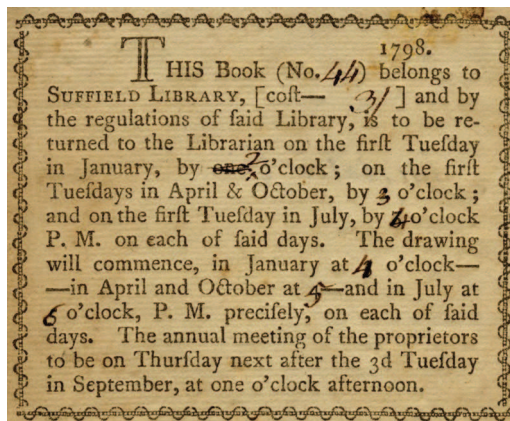 1798.
THIS Book (No. 44) belongs to
SUFFIELD LIBRARY, [coſt— 3/ ] and by
the regulations of ſaid Library, is to be re-
turned to the Librarian on the firſt Tueſday
in January, by one 2 o'clock; on the firſt
Tueſdays in April & October, by 3 o'clock;
and on the firſt Tueſday in July, by 4 o'clock
P. M. on each of ſaid days. The drawing
will commence, in January at 4 o'clock—
—in April and October at 5—and in July at
6 o'clock, P. M. preciſely, on each of ſaid
days. The annual meeting of the proprietors
to be on Thurſday next after the 3d Tueſday
in September, at one o'clock afternoon.